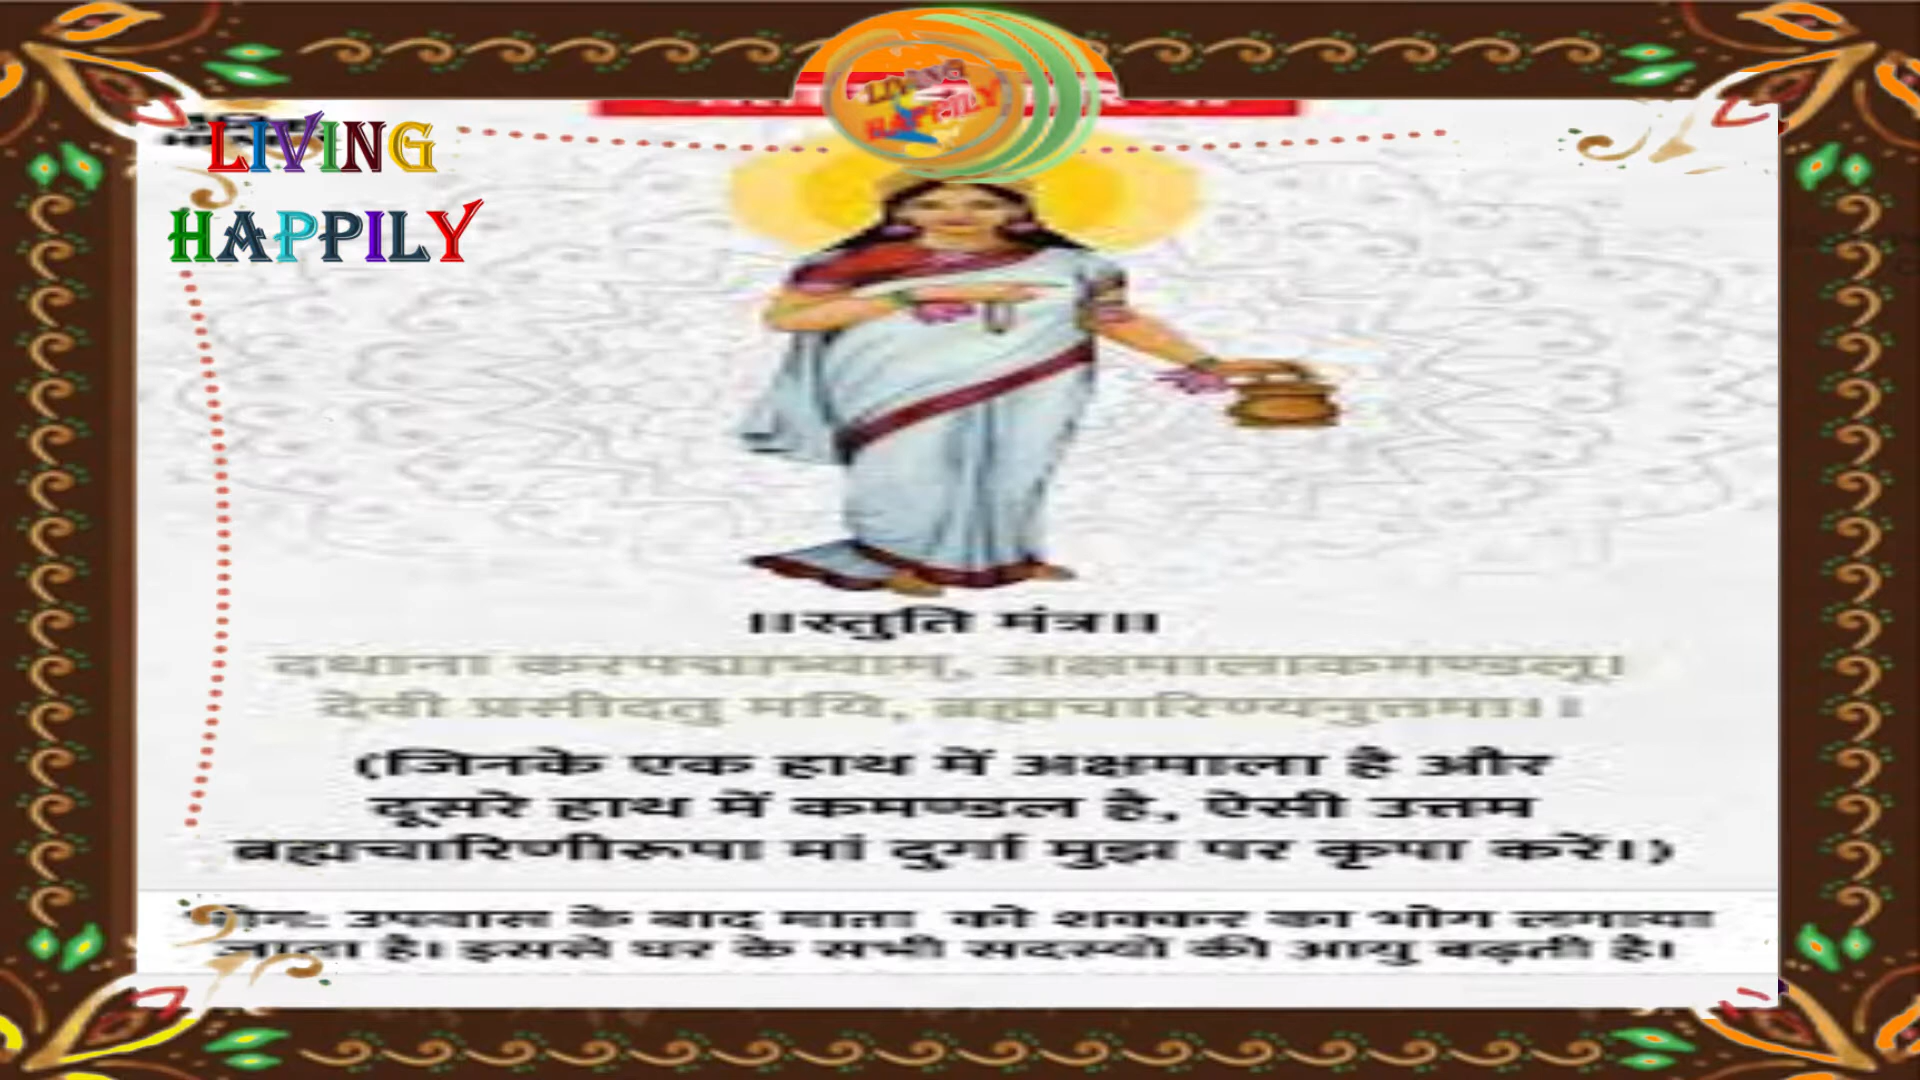 LIVING
HAPPILY
LIVING
HAPPILY
।।स्तुति मंत्र।।
दधाना करपद्माभ्याम्, अक्षमालाकमण्डलू।
देवी प्रसीदतु मयि, ब्रह्मचारिण्यनुत्तमा।।
(जिनके एक हाथ में अक्षमाला है और
दूसरे हाथ में कमण्डल है, ऐसी उत्तम
ब्रह्मचारिणीरूपा मां दुर्गा मुझ पर कृपा करें।)
उपवास के बाद माता को शक्कर का भोग लगाया
जाता है। इससे घर के सभी सदस्यों की आयु बढ़ती है।